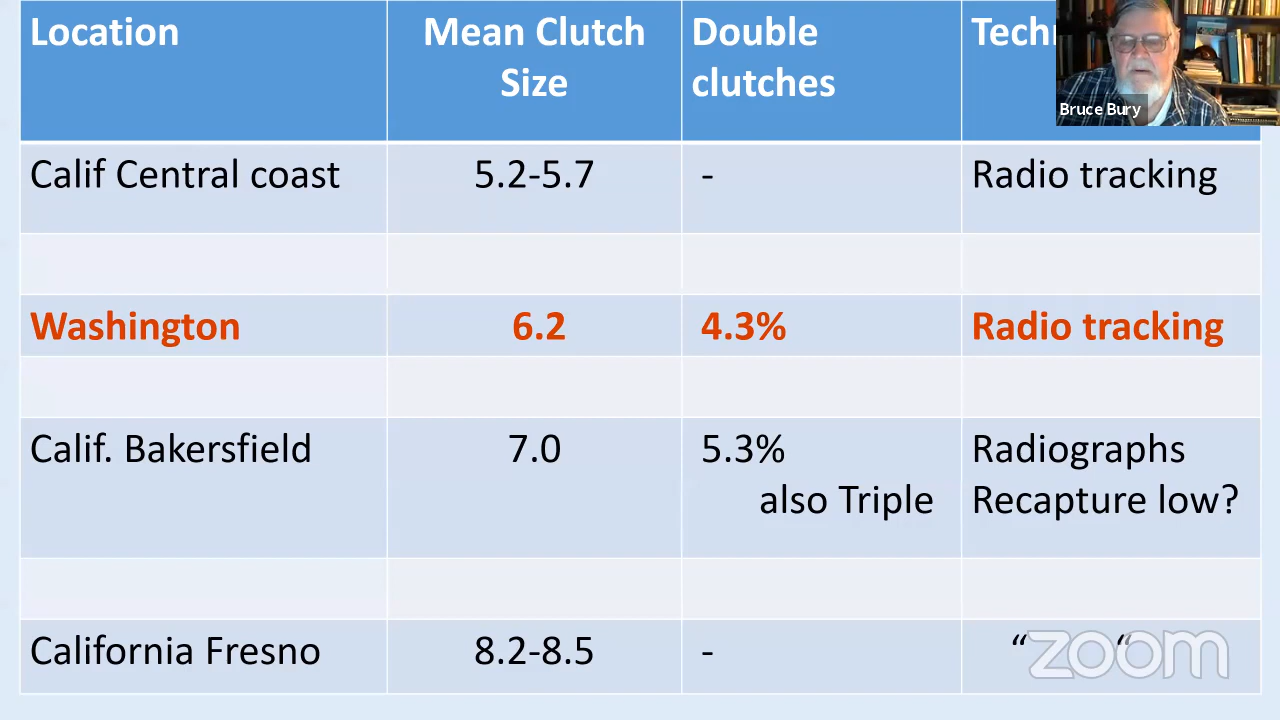 Location Mean Clutch Double
Size clutches
Bruce Bury
Calif Central coast 5.2-5.7 - Radio tracking
Washington 6.2 4.3% Radio tracking
Calif. Bakersfield 7.0 5.3% Radiographs
also Triple Recapture low?
California Fresno 8.2-8.5 - “ “
zoom